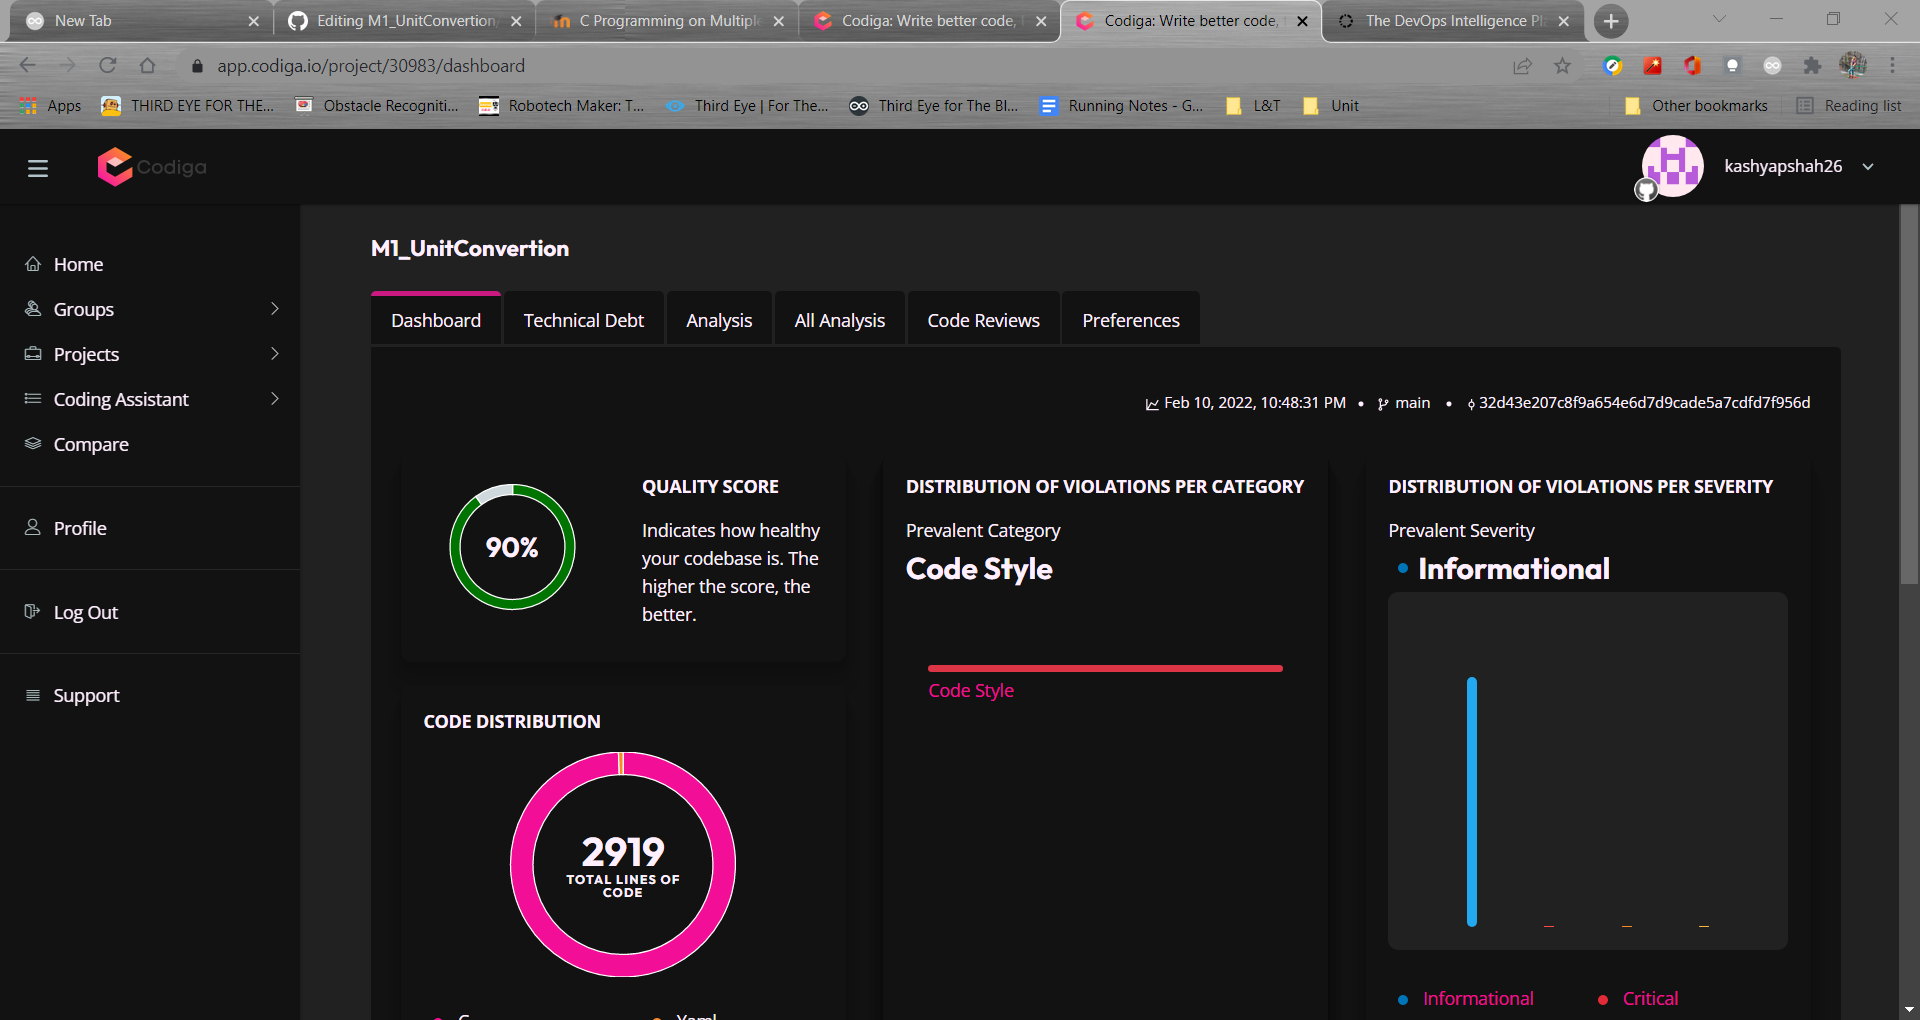 New Tab
Editing M1_UnitConvertion
C Programming on Multipl
Codiga: Write better code,
Codiga: Write better code,
The DevOps Intelligence Pl
app.codiga.io/project/30983/dashboard
Apps
THIRD EYE FOR THE...
Obstacle Recogniti...
Robotech Maker: T...
Third Eye | For The...
Third Eye for The Bl...
Running Notes - G...
L&T
Unit
Other bookmarks
Reading list
Codiga
kashyapshah26
Home
Groups
Projects
Coding Assistant
Compare
Profile
Log Out
Support
M1_UnitConvertion
Dashboard
Technical Debt
Analysis
All Analysis
Code Reviews
Preferences
Feb 10, 2022, 10:48:31 PM • main • 32d43e207c8f9a654e6d7d9cade5a7cdfd7f956d
90%
QUALITY SCORE
Indicates how healthy
your codebase is. The
higher the score, the
better.
CODE DISTRIBUTION
2919
TOTAL LINES OF
CODE
Yaml
DISTRIBUTION OF VIOLATIONS PER CATEGORY
Prevalent Category
Code Style
Code Style
DISTRIBUTION OF VIOLATIONS PER SEVERITY
Prevalent Severity
Informational
Informational
Critical